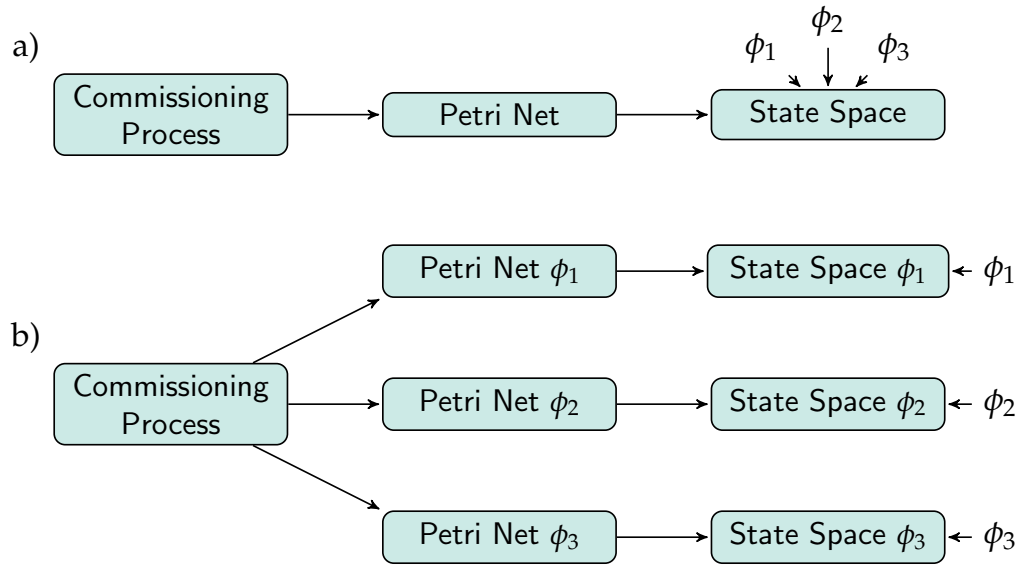 a)
ϕ2
ϕ1
ϕ3
Commissioning
Process
Petri Net
State Space
b)
Petri Net ϕ1
State Space ϕ1
ϕ1
Commissioning
Process
Petri Net ϕ2
State Space ϕ2
ϕ2
Petri Net ϕ3
State Space ϕ3
ϕ3